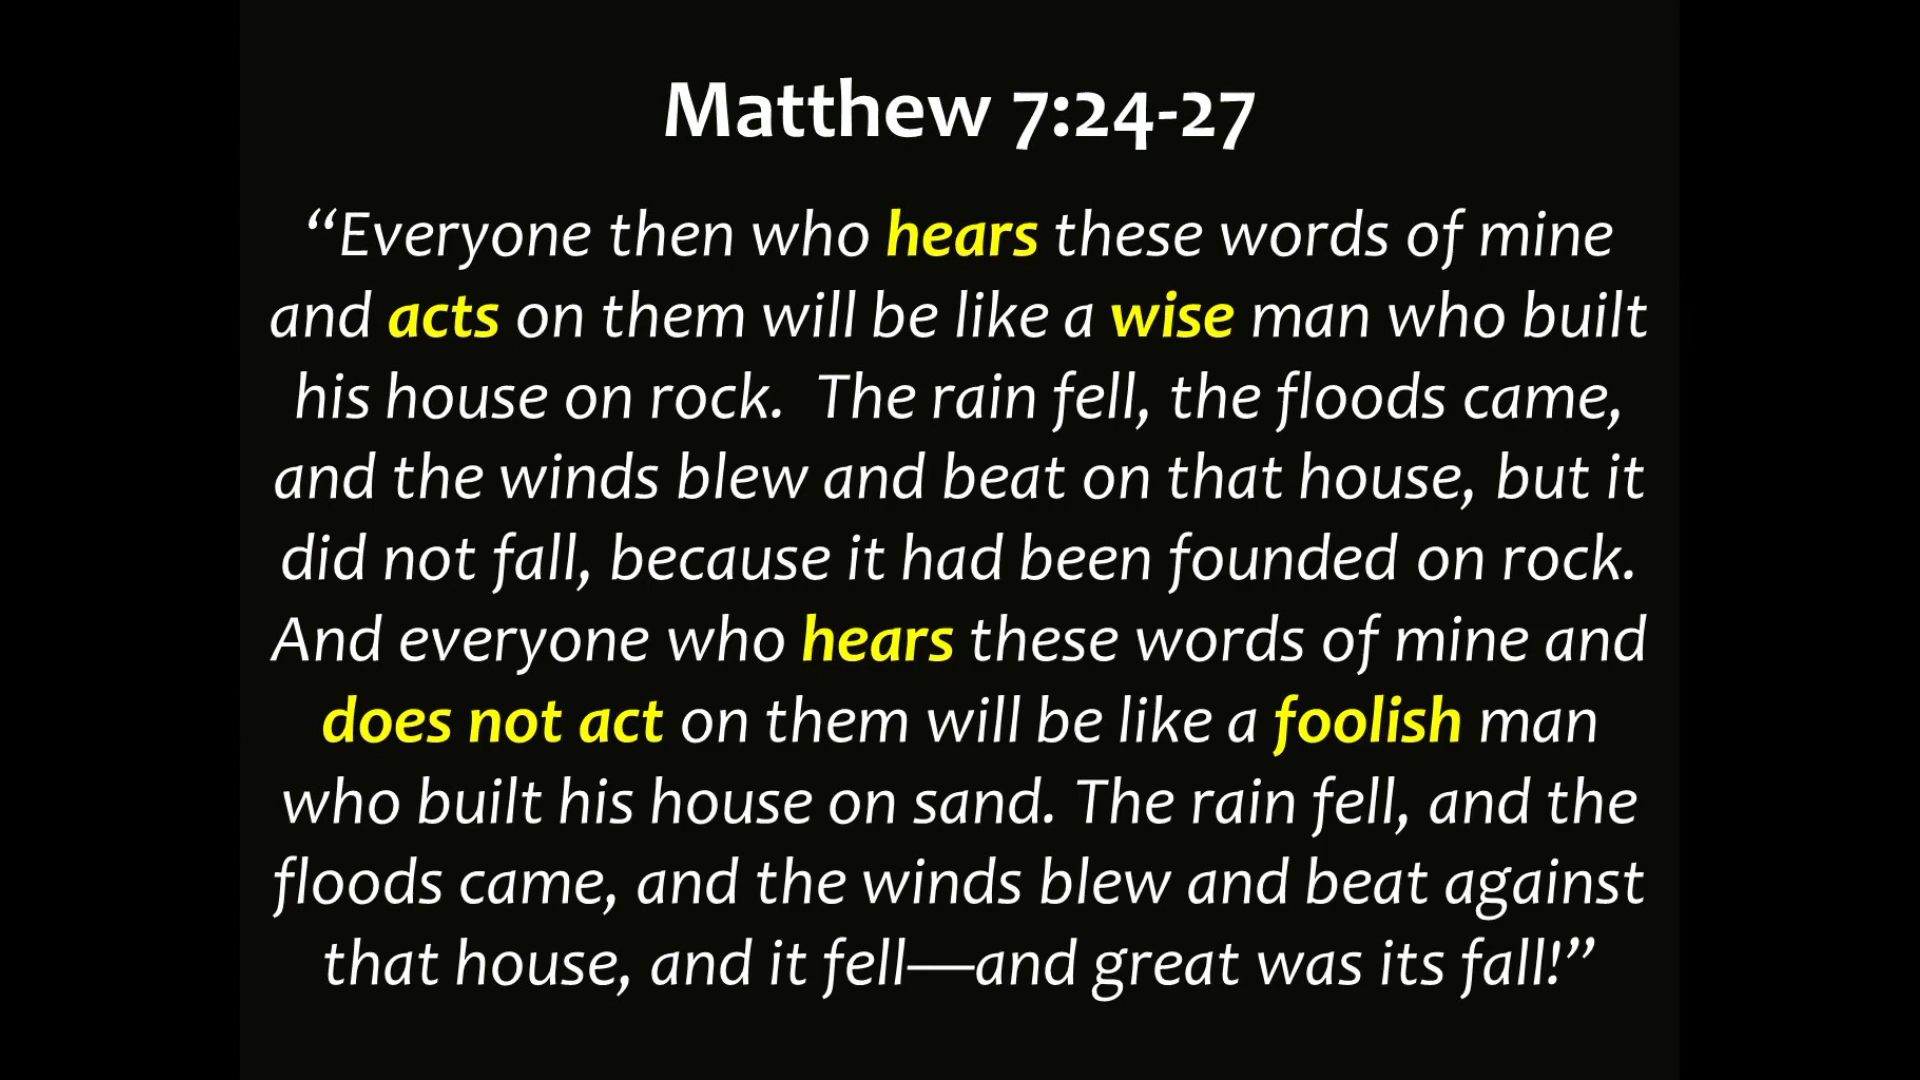 Matthew 7:24-27
“Everyone then who hears these words of mine
and acts on them will be like a wise man who built
his house on rock.  The rain fell, the floods came,
and the winds blew and beat on that house, but it
did not fall, because it had been founded on rock.
And everyone who hears these words of mine and
does not act on them will be like a foolish man
who built his house on sand. The rain fell, and the
floods came, and the winds blew and beat against
that house, and it fell—and great was its fall!”